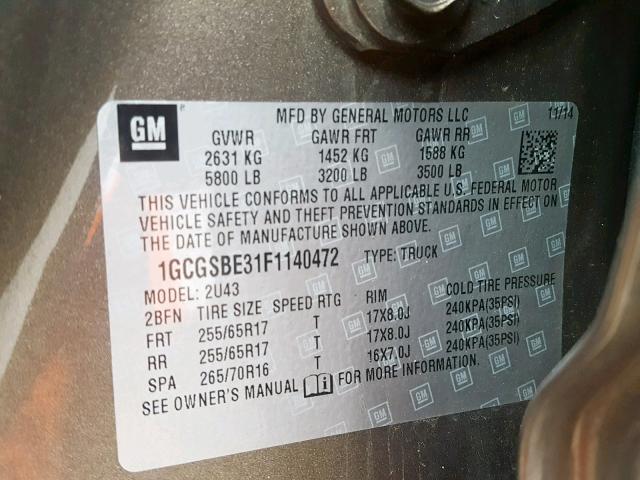 GM
MFD BY GENERAL MOTORS LLC 11/14
GVWR GAWR FRT GAWR RR
2631 KG 1452 KG 1588 KG
5800 LB 3200 LB 3500 LB
THIS VEHICLE CONFORMS TO ALL APPLICABLE U.S. FEDERAL MOTOR
VEHICLE SAFETY AND THEFT PREVENTION STANDARDS IN EFFECT ON
THE DATE OF MANUFACTURE SHOWN ABOVE.
1GCGSBE31F1140472 TYPE: TRUCK
MODEL: 2U43
2BFN TIRE SIZE SPEED RTG RIM COLD TIRE PRESSURE
FRT 255/65R17 T 17X8.0J 240KPA(35PSI)
RR 255/65R17 T 17X8.0J 240KPA(35PSI)
SPA 265/70R16 T 16X7.0J 240KPA(35PSI)
SEE OWNER'S MANUAL FOR MORE INFORMATION.